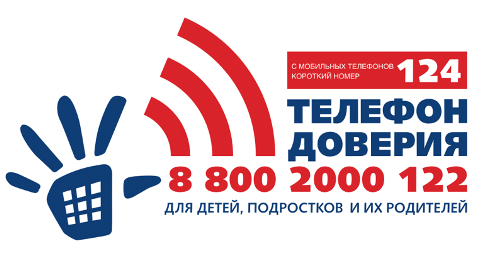 С МОБИЛЬНЫХ ТЕЛЕФОНОВ
КОРОТКИЙ НОМЕР 124
ТЕЛЕФОН
ДОВЕРИЯ
8 800 2000 122
ДЛЯ ДЕТЕЙ, ПОДРОСТКОВ И ИХ РОДИТЕЛЕЙ